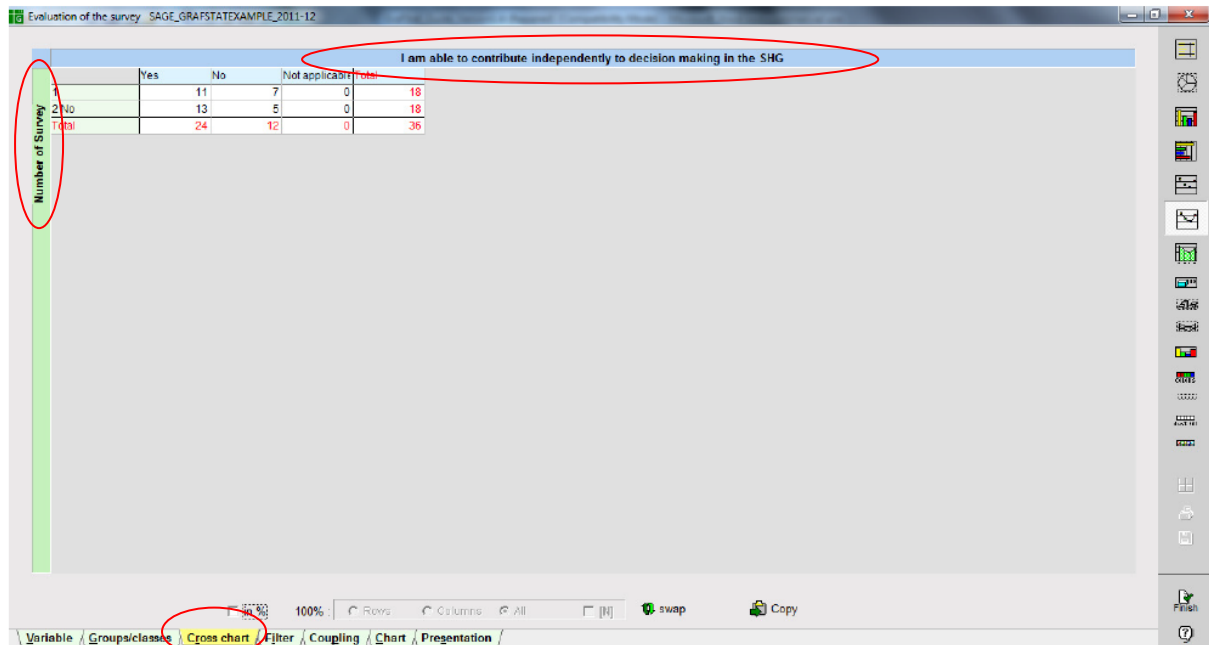 Evaluation of the survey SAGE_GRAFSTATEXAMPLE_2011-12
I am able to contribute independently to decision making in the SHG
Number of Survey
Yes No Not applicable Total
1 11 7 0 18
2 No 13 5 0 18
Total 24 12 0 36
in % 100% : Rows Columns All [N] swap Copy
Finish
Variable Groups/classes Cross chart Filter Coupling Chart Presentation